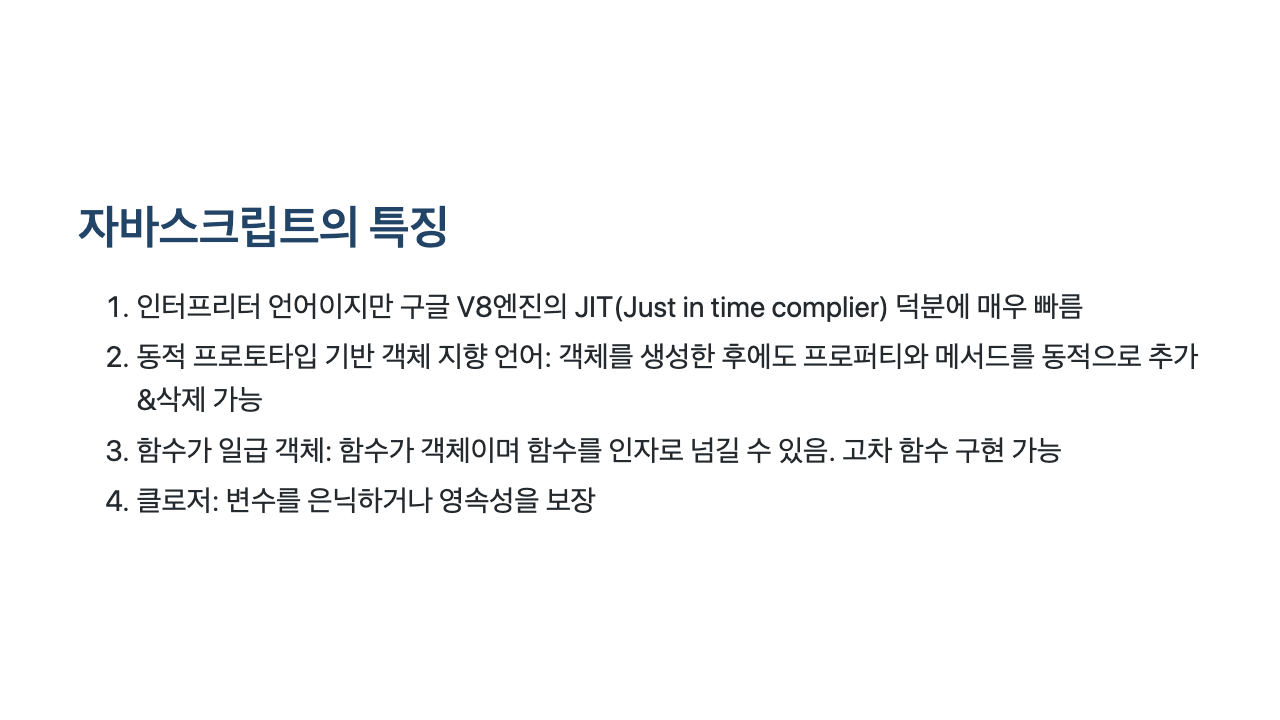 자바스크립트의 특징
1. 인터프리터 언어이지만 구글 V8엔진의 JIT(Just in time complier) 덕분에 매우 빠름
2. 동적 프로토타입 기반 객체 지향 언어: 객체를 생성한 후에도 프로퍼티와 메서드를 동적으로 추가
&삭제 가능
3. 함수가 일급 객체: 함수가 객체이며 함수를 인자로 넘길 수 있음. 고차 함수 구현 가능
4. 클로저: 변수를 은닉하거나 영속성을 보장